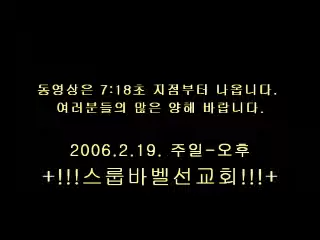 동영상은 7:18초 지점부터 나옵니다.
여러분들의 많은 양해 바랍니다.
2006.2.19. 주일-오후
+!!!스룹바벨선교회!!!+